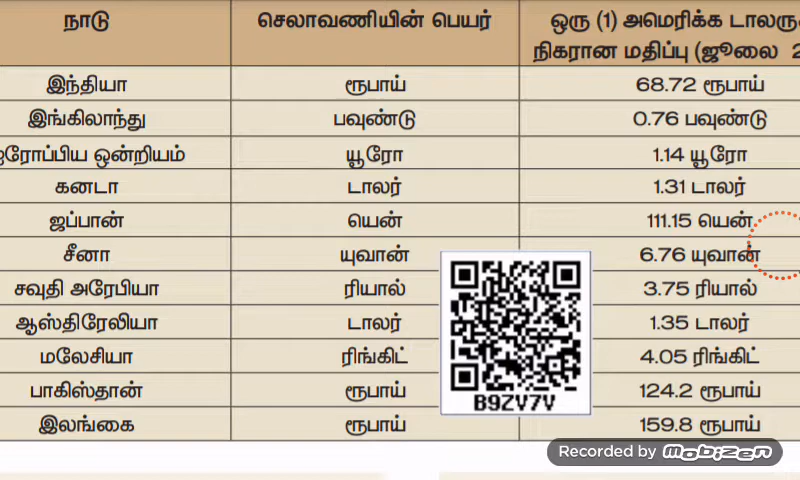 நாடு செலாவணியின் பெயர் ஒரு (1) அமெரிக்க
நிகரான மதிப்பு (ஜூலை 2
இந்தியா ரூபாய் 68.72 ரூபாய்
இங்கிலாந்து பவுண்டு 0.76 பவுண்டு
ஒன்றியம் யூரோ 1.14 யூரோ
கனடா டாலர் 1.31 டாலர்
ஜப்பான் யென் 111.15 யென்
சீனா யுவான் 6.76 யுவான்
சவுதி அரேபியா ரியால் 3.75 ரியால்
ஆஸ்திரேலியா டாலர் 1.35 டாலர்
மலேசியா ரிங்கிட் 4.05 ரிங்கிட்
பாகிஸ்தான் ரூபாய் 124.2 ரூபாய்
இலங்கை ரூபாய் 159.8 ரூபாய்
B9ZV7V
Recorded by mobizen